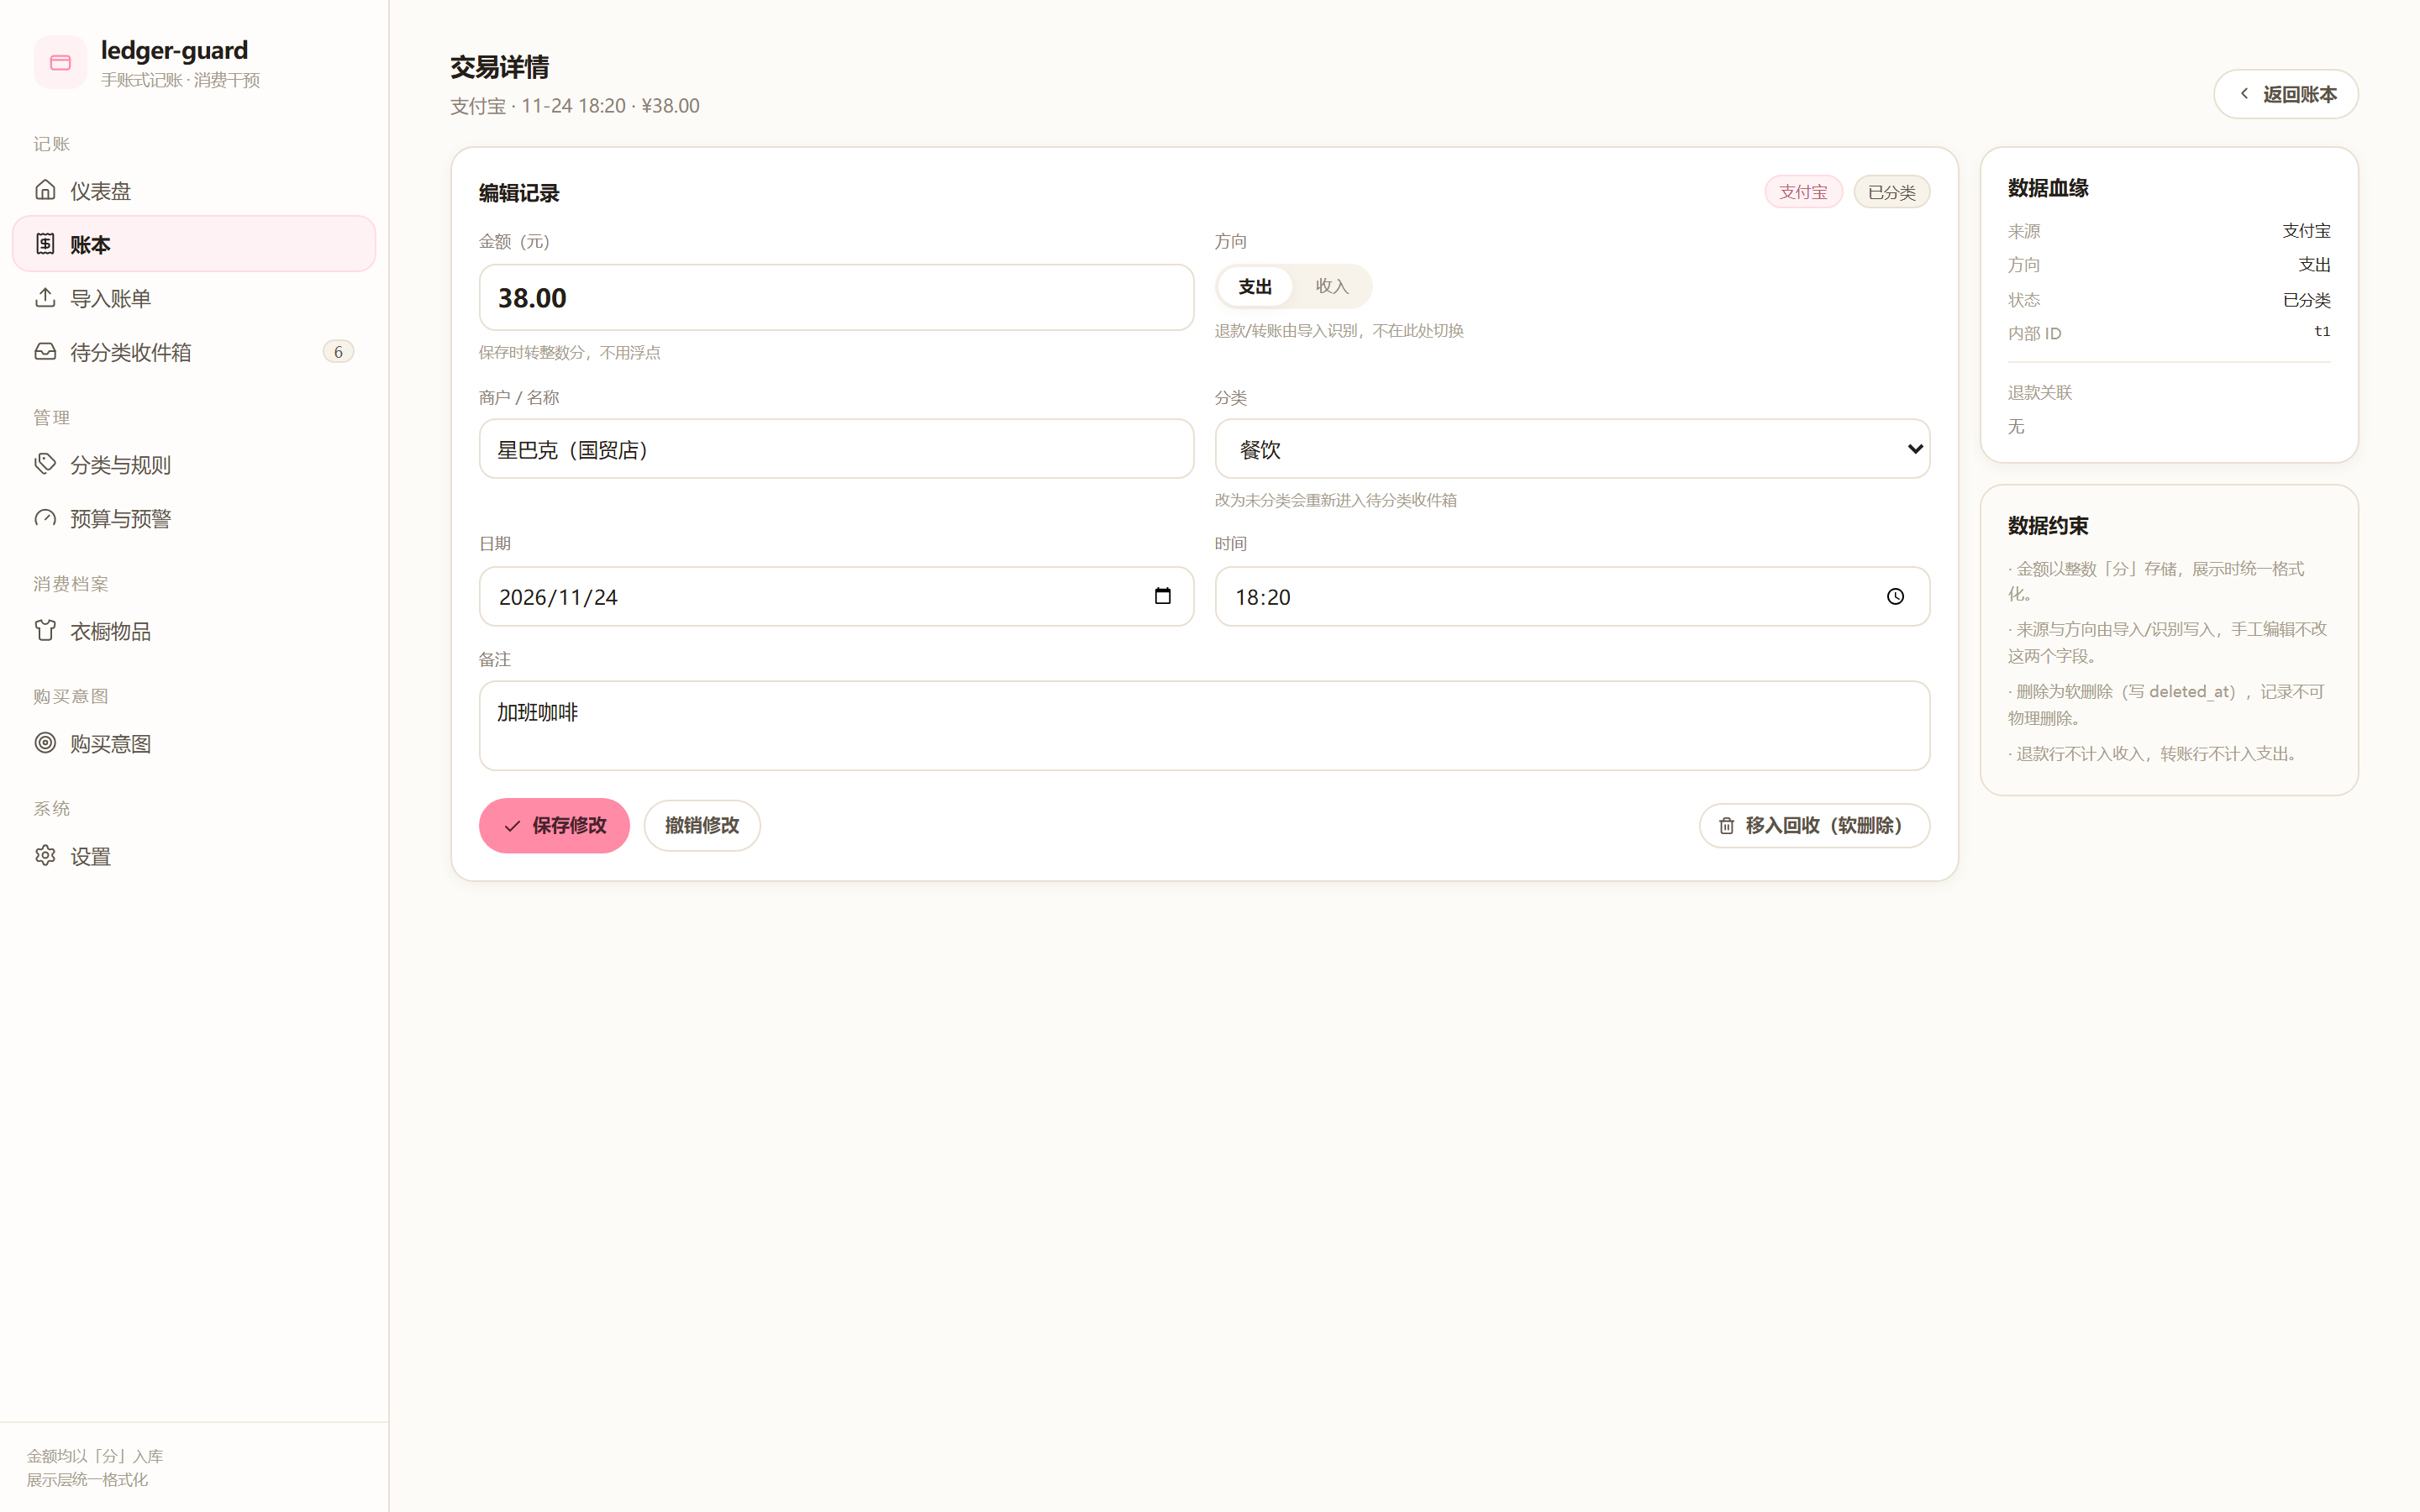 ledger-guard
手账式记账 · 消费干预
记账
仪表盘
账本
导入账单
待分类收件箱
6
管理
分类与规则
预算与预警
消费档案
衣橱物品
购买意图
购买意图
系统
设置
金额均以「分」入库
展示层统一格式化
交易详情
支付宝 · 11-24 18:20 · ¥38.00
返回账本
编辑记录
支付宝
已分类
金额（元）
38.00
保存时转整数分，不用浮点
方向
支出
收入
退款/转账由导入识别，不在此处切换
商户 / 名称
星巴克（国贸店）
分类
餐饮
改为未分类会重新进入待分类收件箱
日期
2026/11/24
时间
18:20
备注
加班咖啡
保存修改
撤销修改
移入回收（软删除）
数据血缘
来源
支付宝
方向
支出
状态
已分类
内部 ID
t1
退款关联
无
数据约束
· 金额以整数「分」存储，展示时统一格式
化。
· 来源与方向由导入/识别写入，手工编辑不改
这两个字段。
· 删除为软删除（写 deleted_at），记录不可
物理删除。
· 退款行不计入收入，转账行不计入支出。